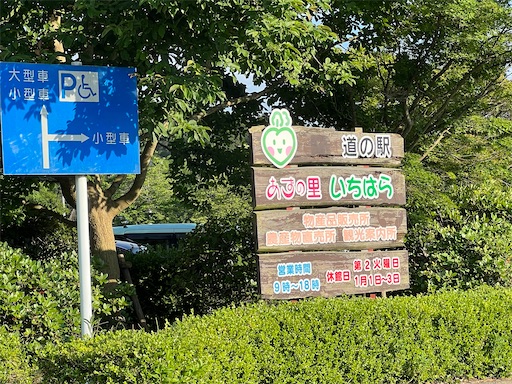 大型車
小型車
P
小型車
道の駅
あずの里 いちはら
物産品販売所
農産物直売所 観光案内所
営業時間
9時〜18時
休館日
第2火曜日
1月1日〜3日